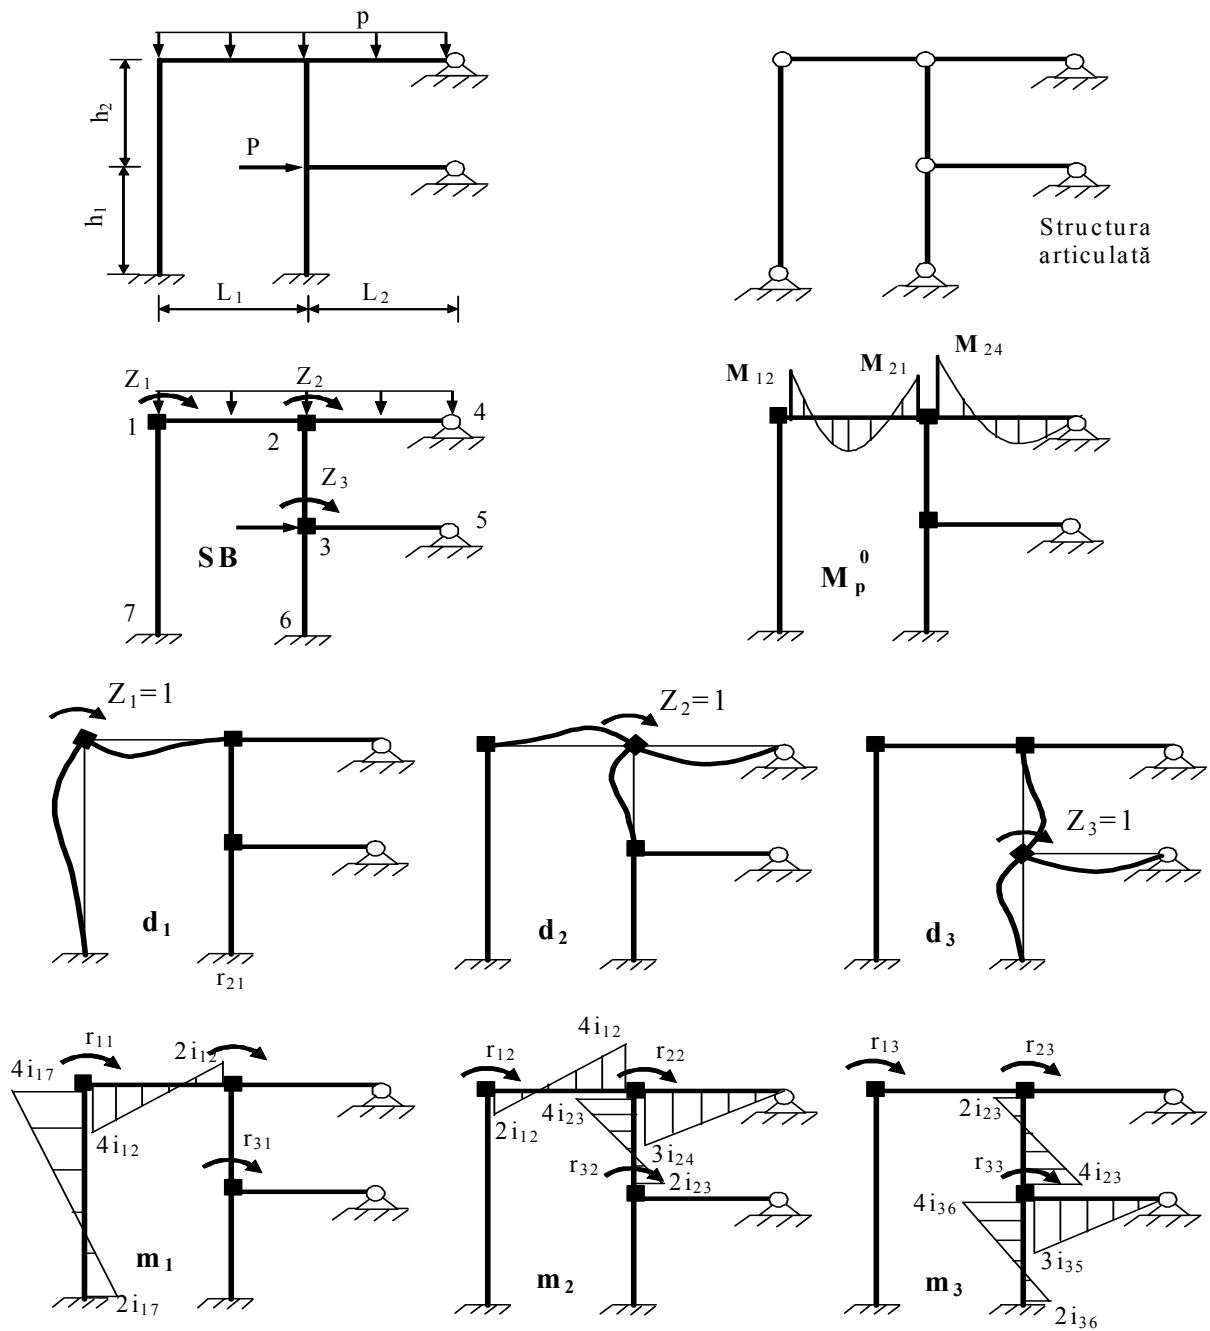 p
h₂
P
h₁
L₁ L₂
Structura
articulată
Z₁ Z₂
1 2 4
Z₃
3 5
SB
7 6
M₁₂ M₂₁ M₂₄
Mₚ⁰
Z₁=1
d₁
r₂₁
Z₂=1
d₂
Z₃=1
d₃
r₁₁ 2i₁₂
4i₁₇
4i₁₂
r₃₁
m₁
2i₁₇
4i₁₂
r₁₂ r₂₂
2i₁₂ 4i₂₃
3i₂₄
r₃₂ 2i₂₃
m₂
r₁₃ r₂₃
2i₂₃
r₃₃ 4i₂₃
4i₃₆
3i₃₅
m₃
2i₃₆